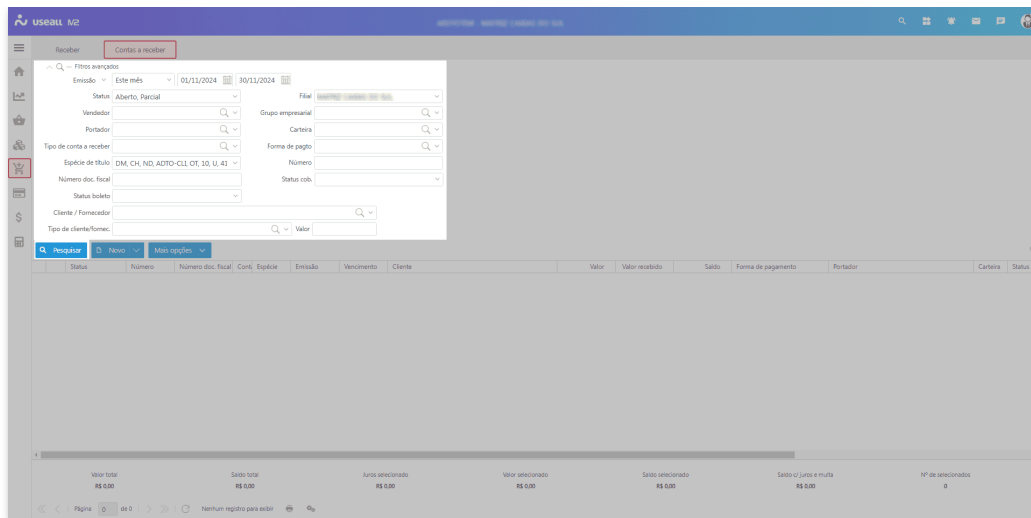 useall M2
Receber Contas a receber
Filtros avançados
Emissão Este mês 01/11/2024 30/11/2024
Status Aberto, Parcial Filial
Vendedor Grupo empresarial
Portador Carteira
Tipo de conta a receber Forma de pagto
Espécie de título DM, CH, ND, ADTO-CLI, OT, 10, U, 41 Número
Número doc. fiscal Status cob.
Status boleto
Cliente / Fornecedor
Tipo de cliente/fornec. Valor
Pesquisar Novo Mais opções
Status Número Número doc. fiscal Espécie Emissão Vencimento Cliente Valor Valor recebido Saldo Forma de pagamento Portador Carteira Status
Valor total Saldo total Juros selecionado Valor selecionado Saldo selecionado Saldo c/ juros e multa Nº de selecionados
R$ 0,00 R$ 0,00 R$ 0,00 R$ 0,00 R$ 0,00 R$ 0,00 0
Página 0 de 0 Nenhum registro para exibir